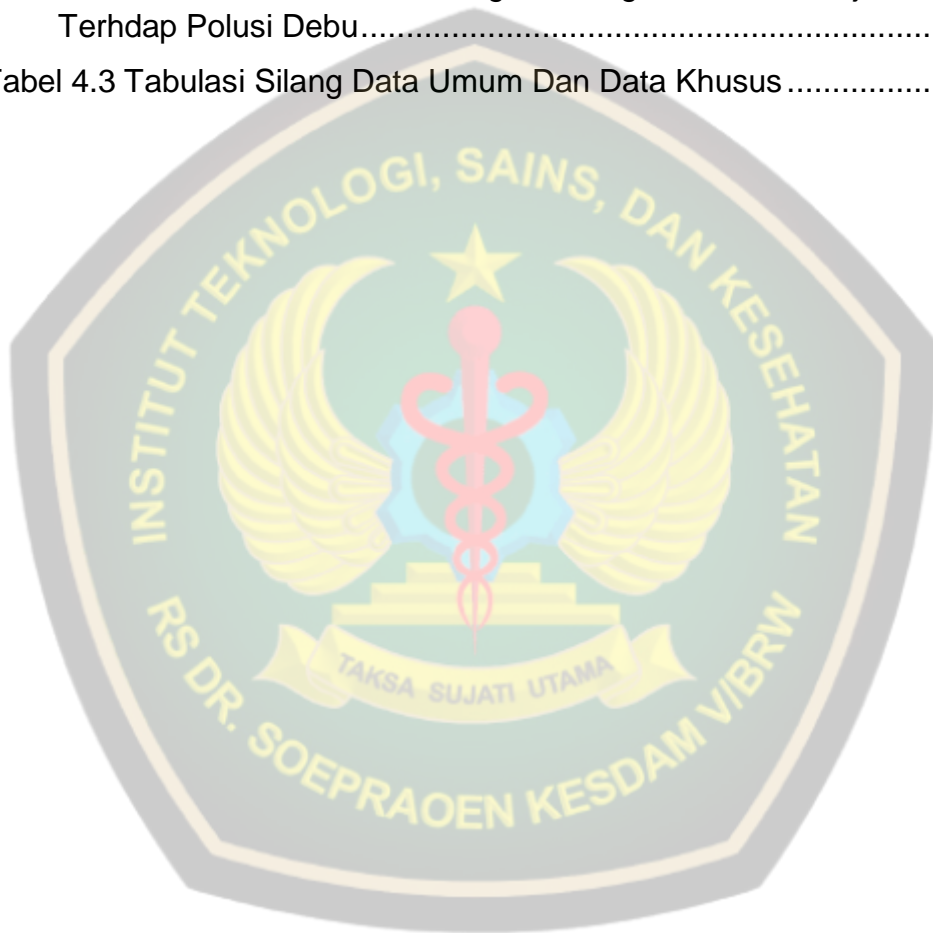 Terhdap Polusi Debu
Tabel 4.3 Tabulasi Silang Data Umum Dan Data Khusus
INSTITUT TEKNOLOGI, SAINS, DAN KESEHATAN
TAKSA SUJATI UTAMA
RS DR. SOEPRAOEN KESDAM V/BRW